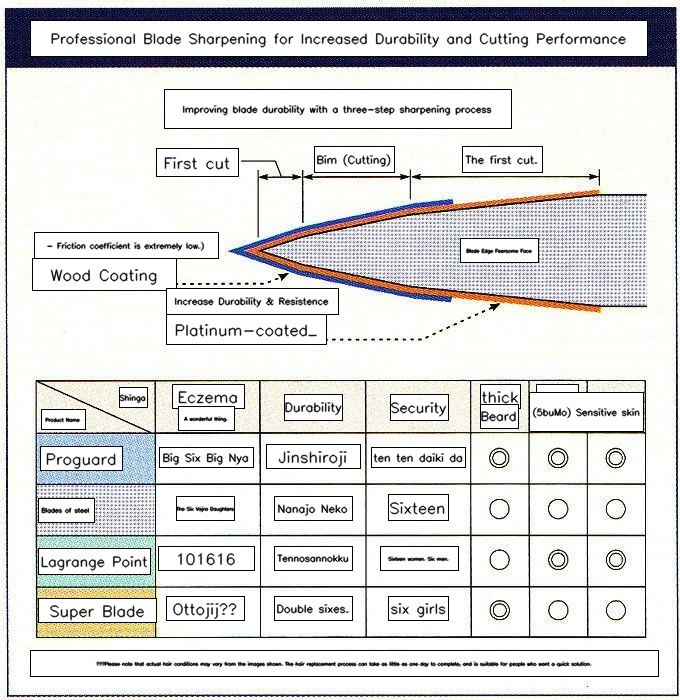 Professional Blade Sharpening for Increased Durability and Cutting Performance
Improving blade durability with a three-step sharpening process
First cut
Bim (Cutting)
The first cut.
- Friction coefficient is extremely low.)
Wood Coating
Blade Edge Fearsome Face
Increase Durability & Resistence
Platinum-coated_
Shinga
Product Name
Eczema
A wonderful thing.
Durability
Security
thick
Beard
(5buMo) Sensitive skin
Proguard
Big Six Big Nya
Jinshiroji
ten ten daiki da
Blades of steel
The Six Vajra Daughters
Nanajo Neko
Sixteen
Lagrange Point
101616
Tennosannokku
Sixteen women. Six men.
Super Blade
Ottojij??
Double sixes.
six girls
???Please note that actual hair conditions may vary from the images shown. The hair replacement process can take as little as one day to complete, and is suitable for people who want a quick solution.